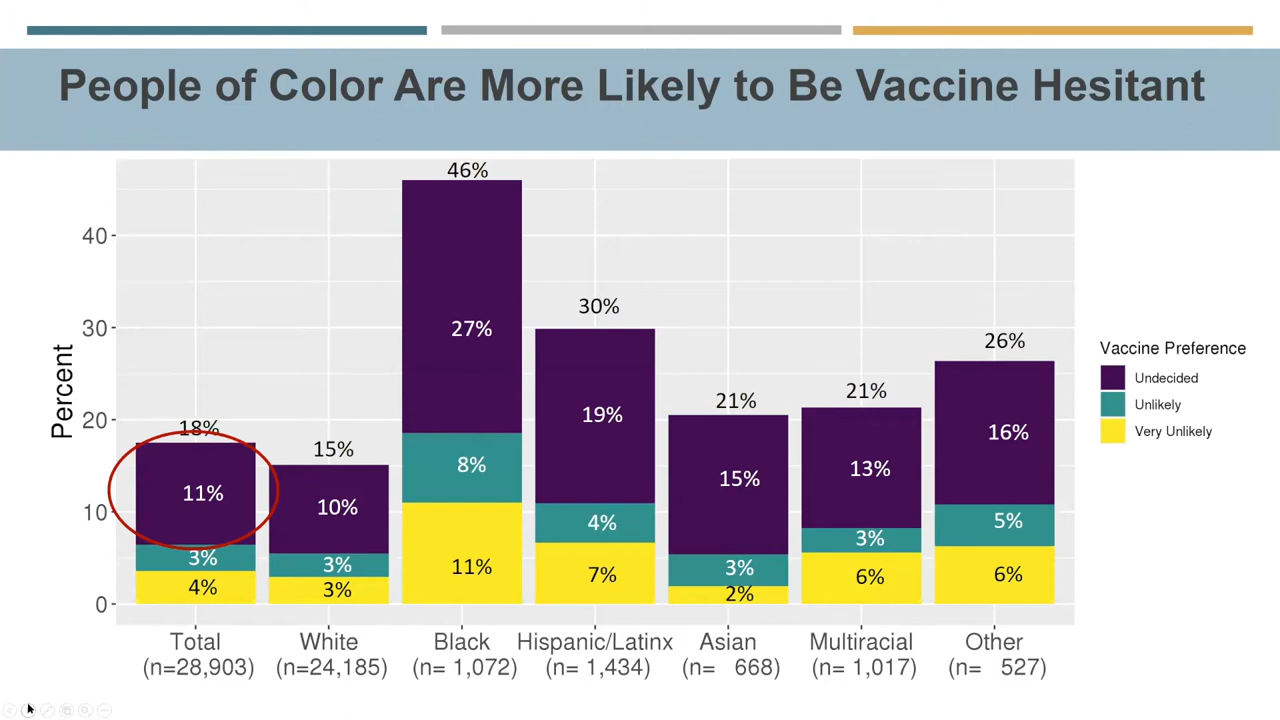 People of Color Are More Likely to Be Vaccine Hesitant
Percent
40
30
20
10
0
18%
11%
3%
4%
15%
10%
3%
3%
46%
27%
8%
11%
30%
19%
4%
7%
21%
15%
3%
2%
21%
13%
3%
6%
26%
16%
5%
6%
Total
(n=28,903)
White
(n=24,185)
Black
(n= 1,072)
Hispanic/Latinx
(n= 1,434)
Asian
(n= 668)
Multiracial
(n= 1,017)
Other
(n= 527)
Vaccine Preference
Undecided
Unlikely
Very Unlikely